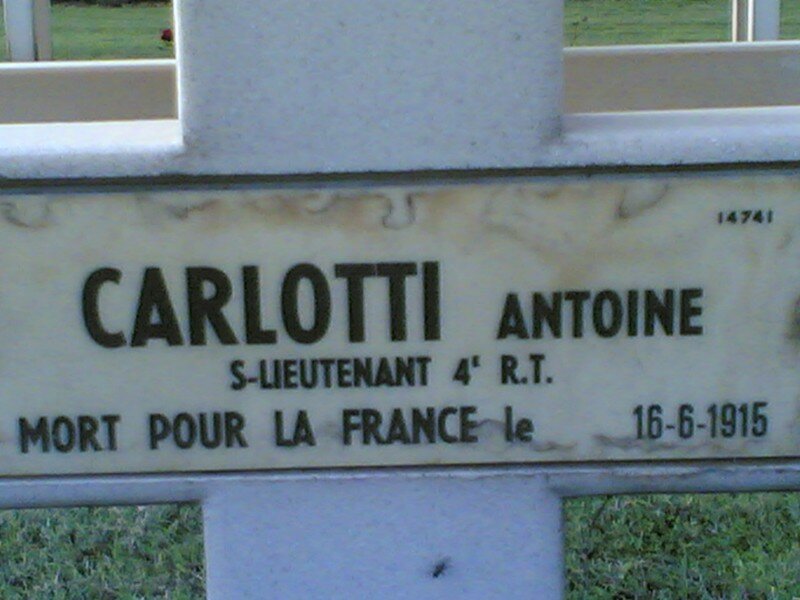 14741
CARLOTTI ANTOINE
S-LIEUTENANT 4ᵉ R.T.
MORT POUR LA FRANCE le 16-6-1915